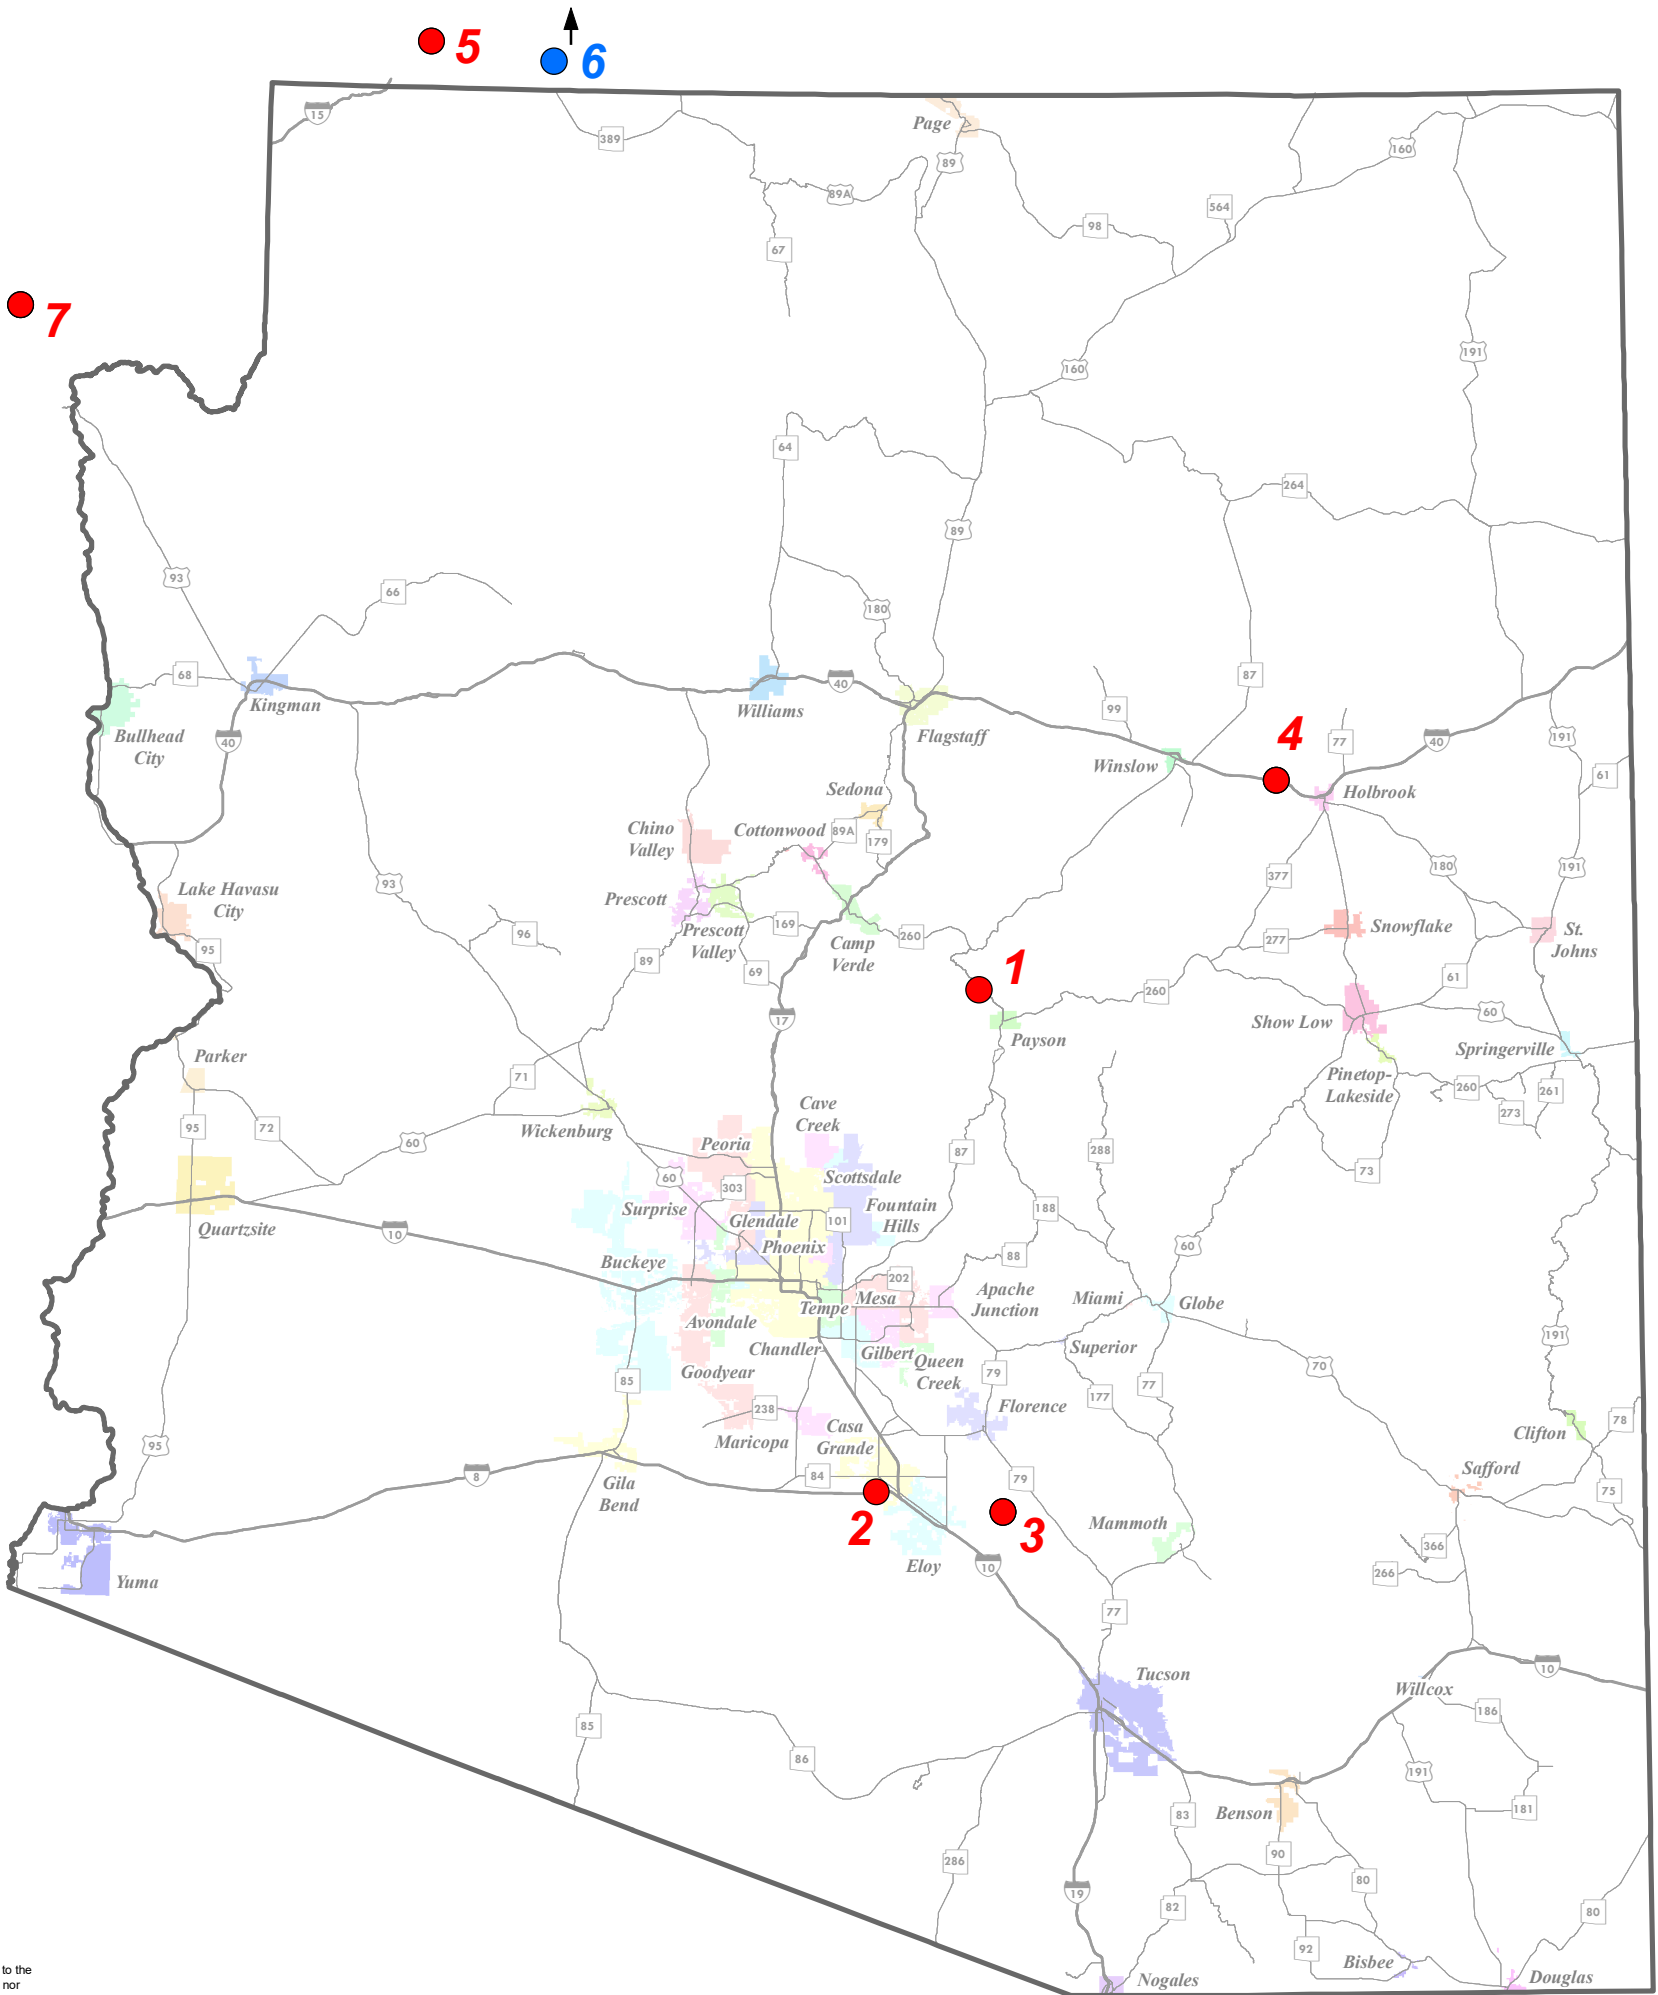 5
6
15
389
Page
89
160
89A
564
98
67
7
191
160
64
264
89
93
66
180
68
Kingman
Williams
40
Flagstaff
87
99
4
Bullhead
City
40
Winslow
77
40
191
61
Holbrook
Sedona
Chino
Valley
Cottonwood
89A
179
93
Lake Havasu
City
95
96
Prescott
Prescott
Valley
89
69
169
Camp
Verde
260
377
180
191
277
Snowflake
St.
Johns
1
61
260
17
Payson
Show Low
60
Springerville
Pinetop-
Lakeside
260
261
273
Parker
71
95
72
60
Wickenburg
Cave
Creek
Peoria
87
288
73
60
303
Scottsdale
Surprise
Glendale
101
Fountain
Hills
188
Quartzsite
10
Phoenix
88
60
Buckeye
202
Apache
Junction
Miami
Globe
Tempe
Mesa
Avondale
Chandler
Gilbert
Queen
Creek
Superior
191
70
Goodyear
85
79
177
77
238
Florence
Maricopa
Casa
Grande
78
Clifton
95
8
84
Gila
Bend
79
Safford
75
2
3
Mammoth
366
266
Eloy
10
Yuma
77
Tucson
10
Willcox
186
85
86
191
181
83
Benson
90
286
80
19
82
80
92
Bisbee
to the
nor
Nogales
Douglas